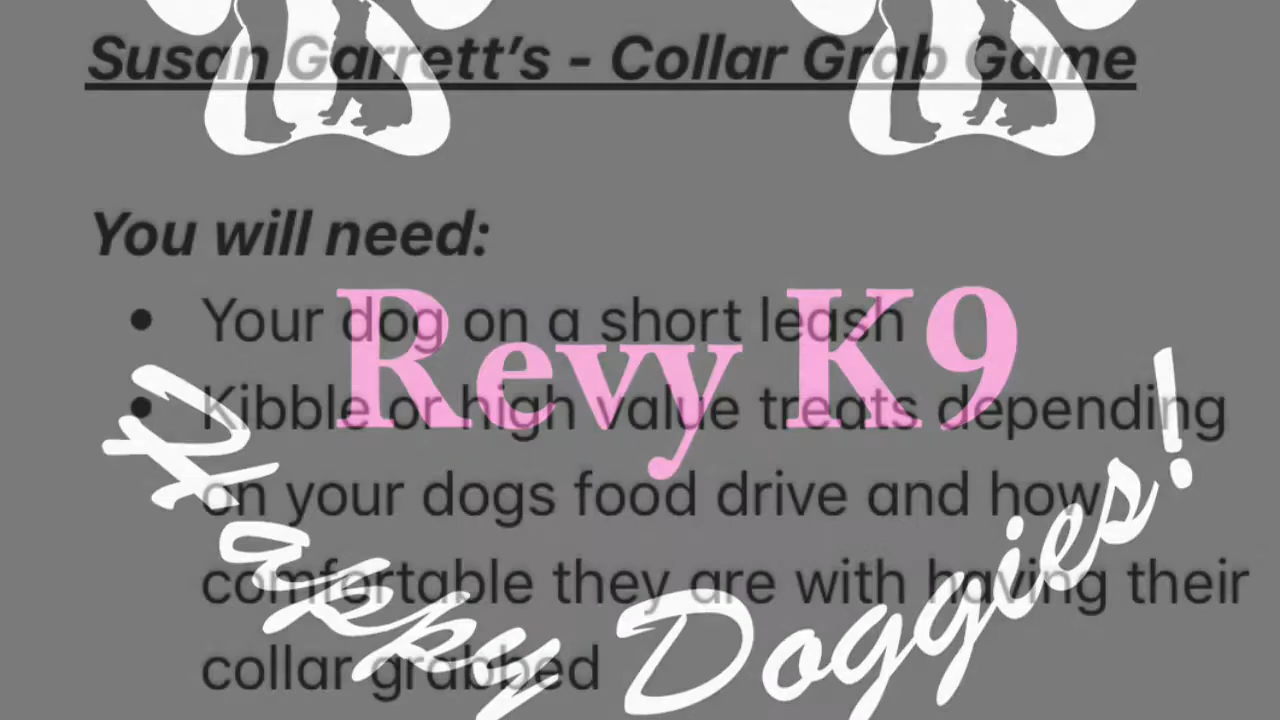 Susan Garrett’s - Collar Grab Game
You will need:
• Your dog on a short leash
Revy K9
• Kibble or high value treats depending
on your dogs food drive and how
comfortable they are with having their
collar grabbed
Happy Doggies!